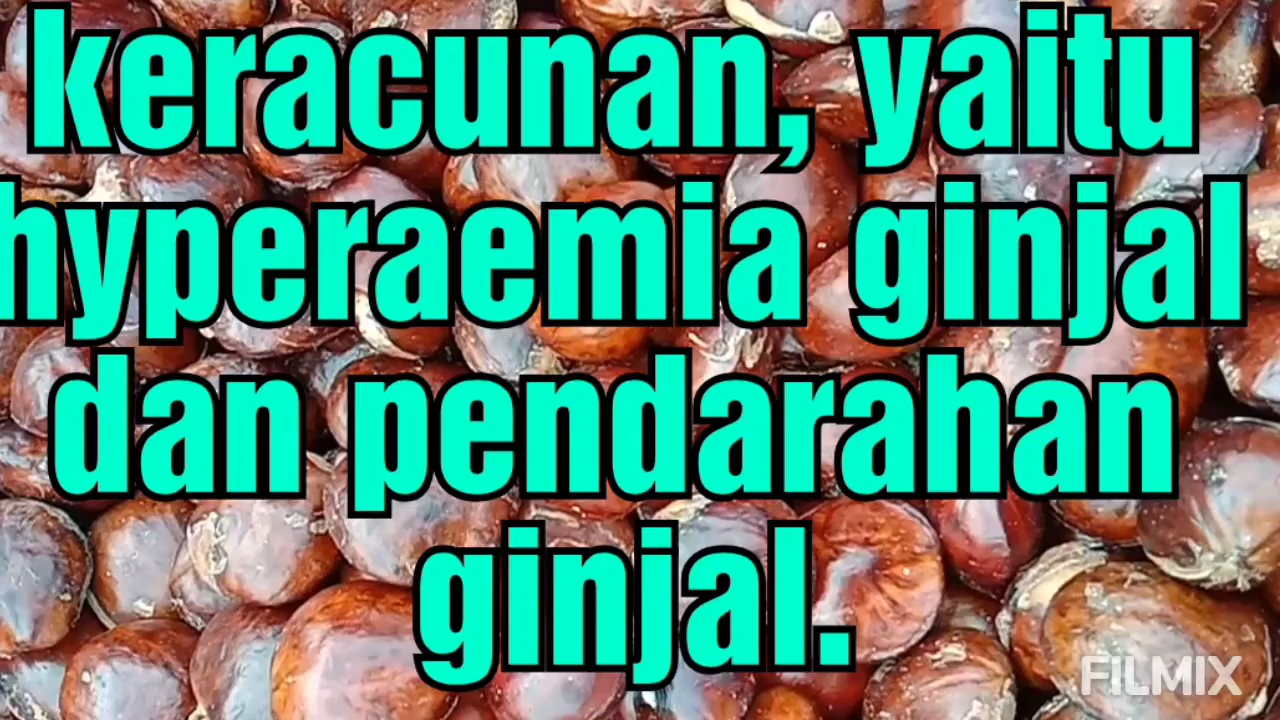 keracunan, yaitu
hyperaemia ginjal
dan pendarahan
ginjal.
FILMIX